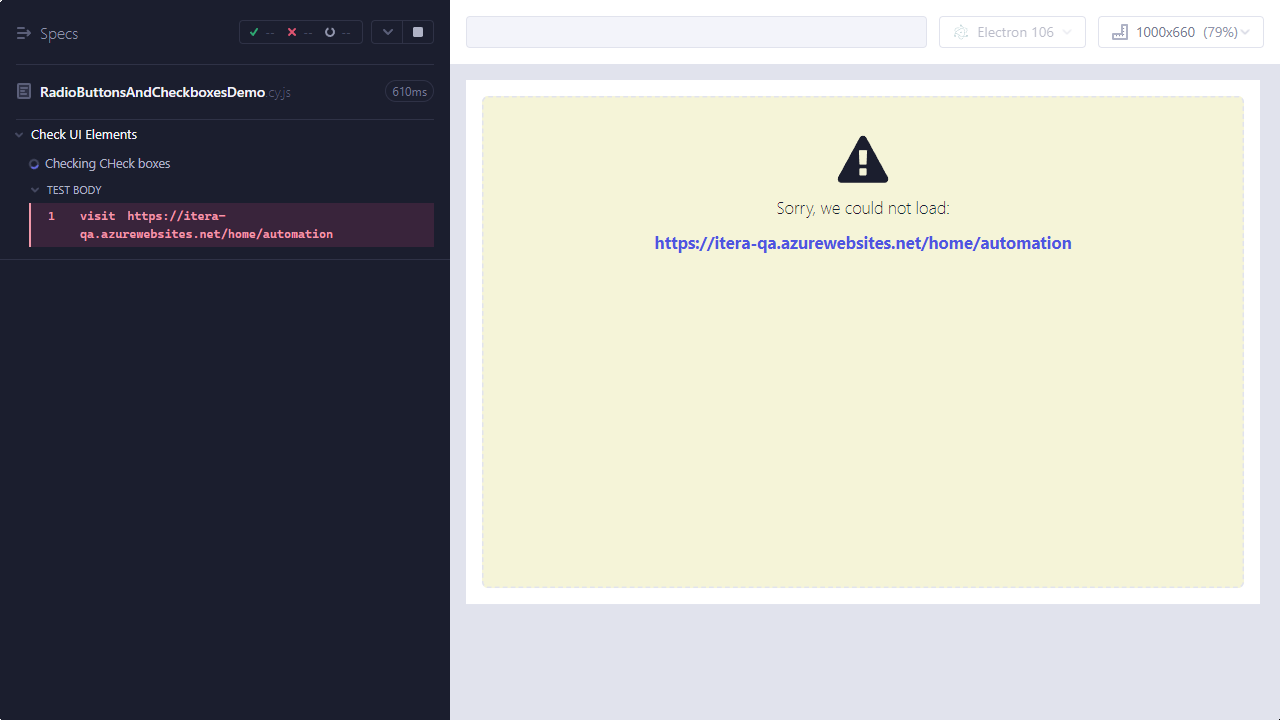 Specs
-- -- --
RadioButtonsAndCheckboxesDemo.cy.js 610ms
Check UI Elements
Checking CHeck boxes
TEST BODY
1 visit https://itera-
qa.azurewebsites.net/home/automation
Electron 106
1000x660 (79%)
Sorry, we could not load:
https://itera-qa.azurewebsites.net/home/automation